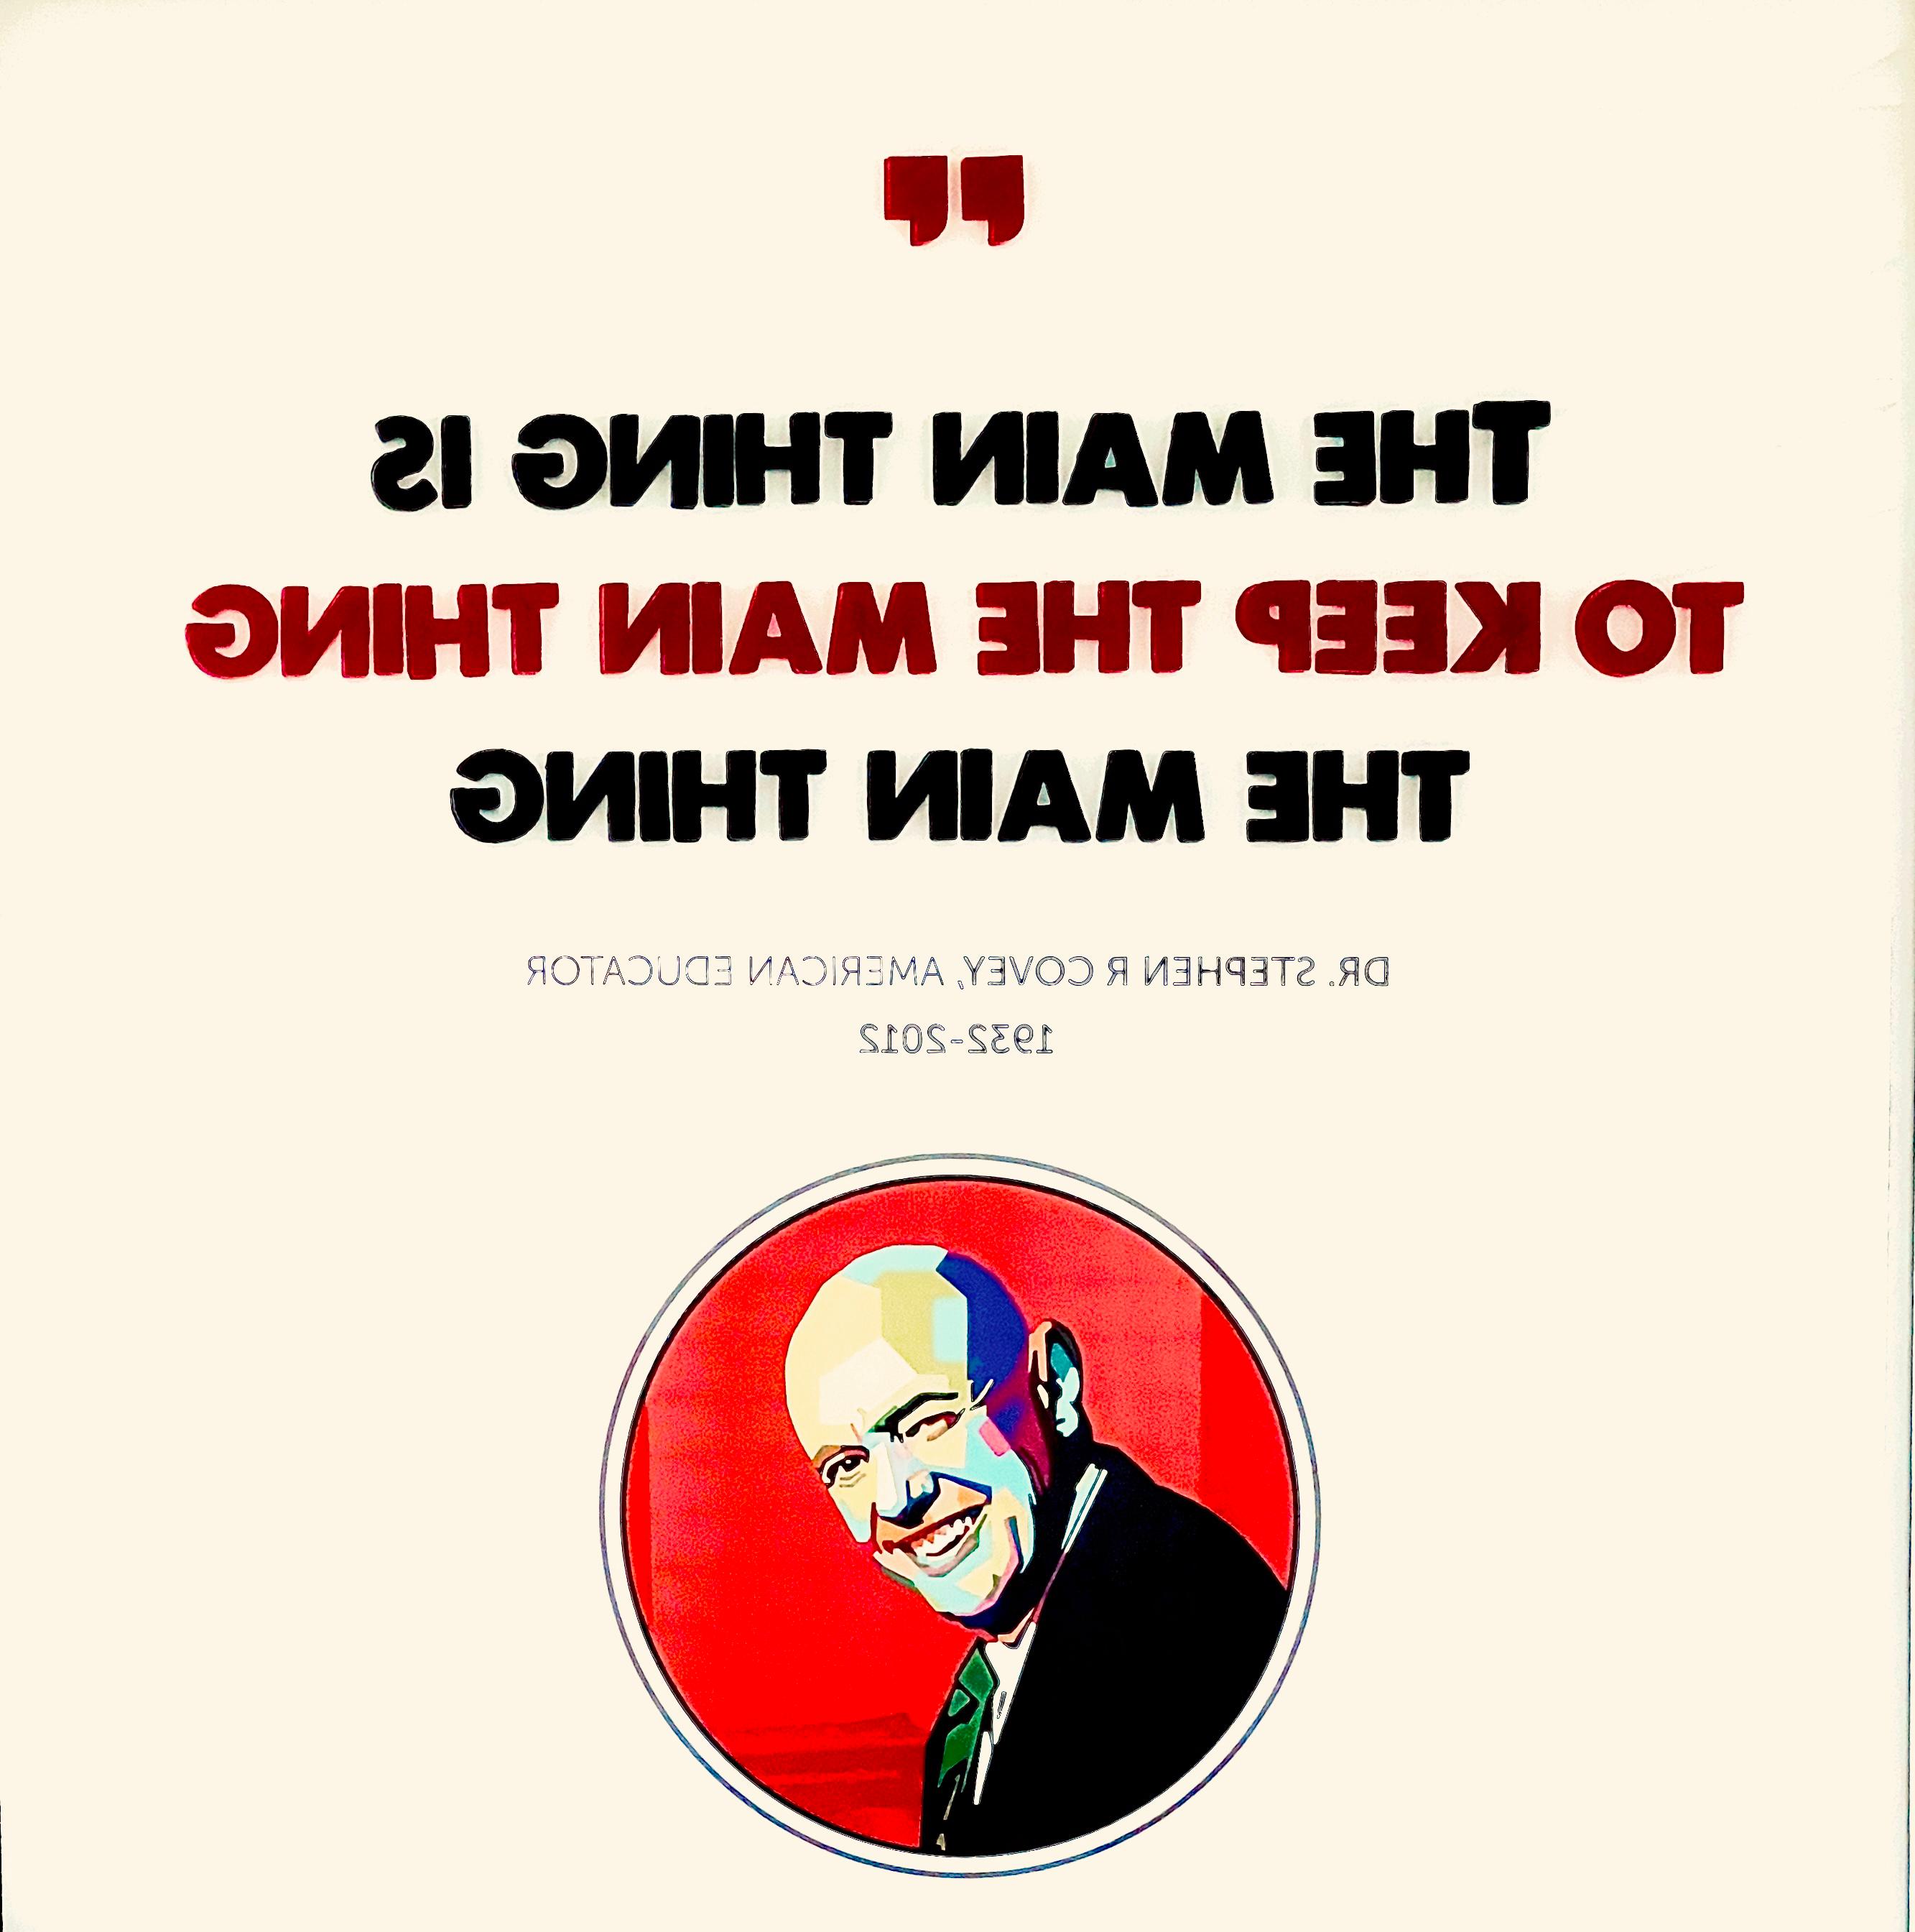 THE MAIN THING IS
TO KEEP THE MAIN THING
THE MAIN THING
DR. STEPHEN R COVEY, AMERICAN EDUCATOR
1932-2012